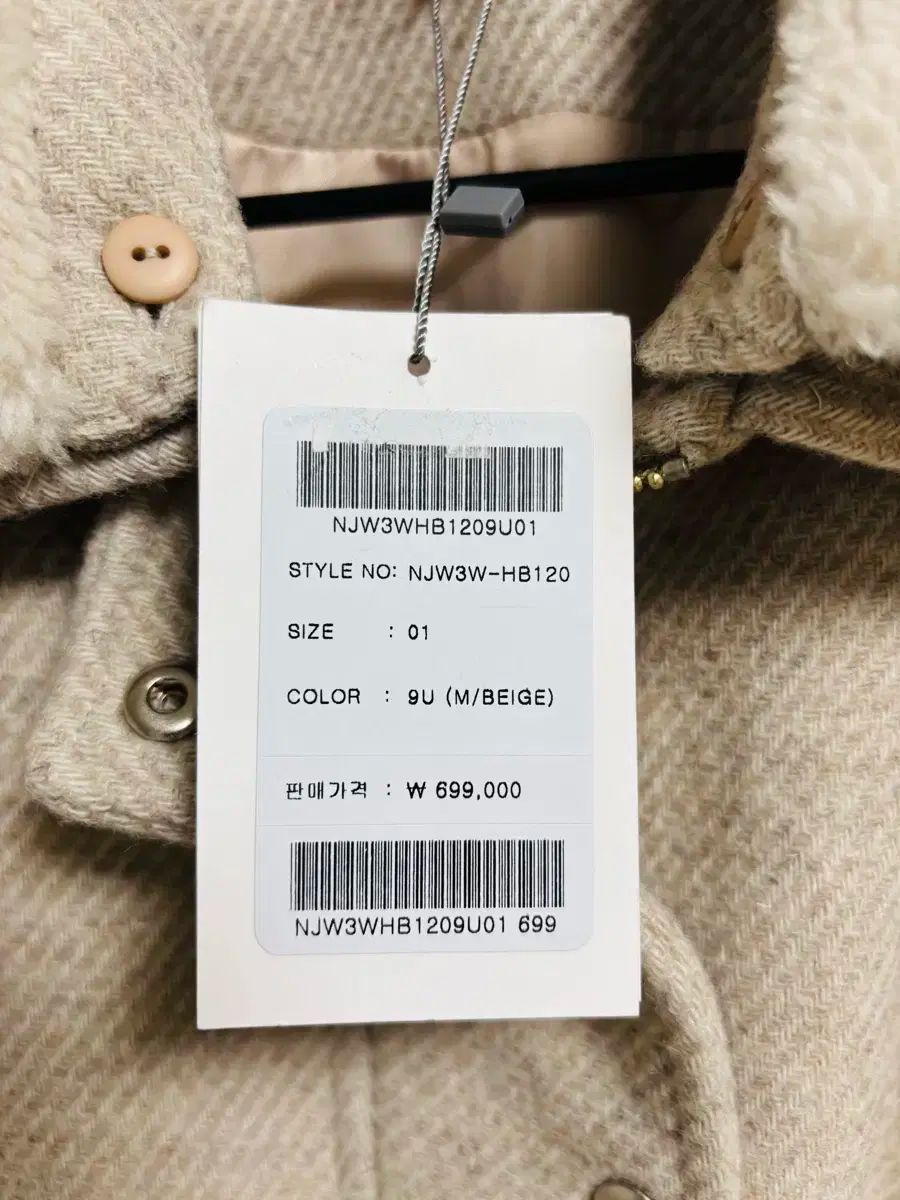 NJW3WHB1209U01
STYLE NO: NJW3W-HB120
SIZE : 01
COLOR : 9U (M/BEIGE)
판매가격 : ₩ 699,000
NJW3WHB1209U01 699